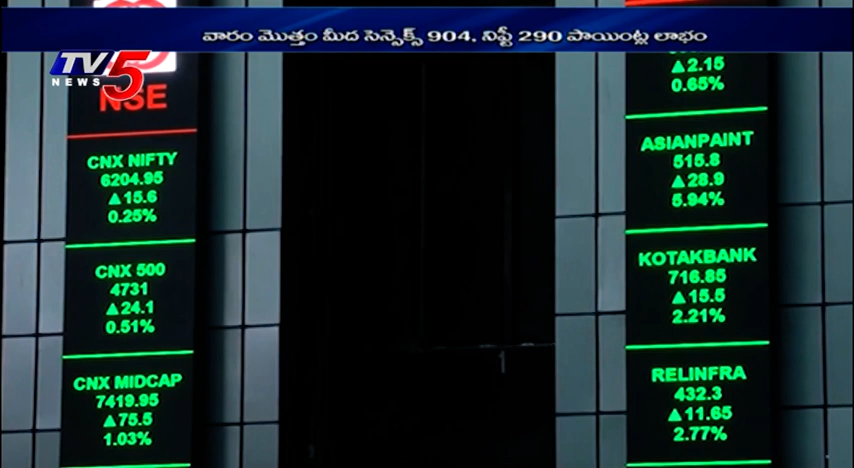 వారం మొత్తం మీద సెన్సెక్స్ 904, నిఫ్టీ 290 పాయింట్ల లాభం
TV5
NEWS
NSE
CNX NIFTY
6204.95
▲15.6
0.25%
CNX 500
4731
▲24.1
0.51%
CNX MIDCAP
7419.95
▲75.5
1.03%
▲2.15
0.65%
ASIANPAINT
515.8
▲28.9
5.94%
KOTAKBANK
716.85
▲15.5
2.21%
RELINFRA
432.3
▲11.65
2.77%